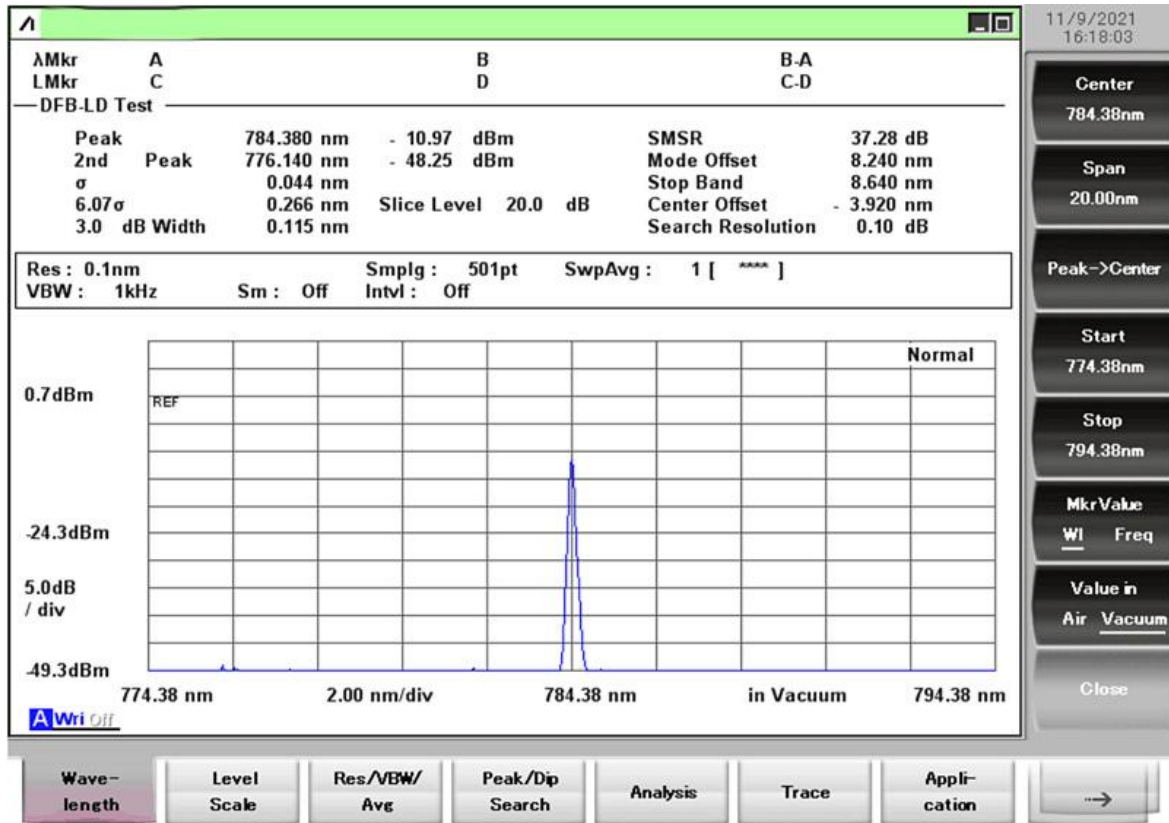 11/9/2021
16:18:03
λMkr A B B-A
LMkr C D C-D
DFB-LD Test
Peak 784.380 nm - 10.97 dBm SMSR 37.28 dB
2nd Peak 776.140 nm - 48.25 dBm Mode Offset 8.240 nm
σ 0.044 nm Stop Band 8.640 nm
6.07σ 0.266 nm Slice Level 20.0 dB Center Offset - 3.920 nm
3.0 dB Width 0.115 nm Search Resolution 0.10 dB
Res : 0.1nm Smplg : 501pt SwpAvg : 1 [ **** ]
VBW : 1kHz Sm : Off Intvl : Off
Normal
0.7dBm
REF
-24.3dBm
5.0dB
/ div
-49.3dBm
774.38 nm 2.00 nm/div 784.38 nm in Vacuum 794.38 nm
A Wri Off
Center
784.38nm
Span
20.00nm
Peak->Center
Start
774.38nm
Stop
794.38nm
Mkr Value
Wl Freq
Value in
Air Vacuum
Close
Wave-
length
Level
Scale
Res/VBW/
Avg
Peak/Dip
Search
Analysis
Trace
Appli-
cation